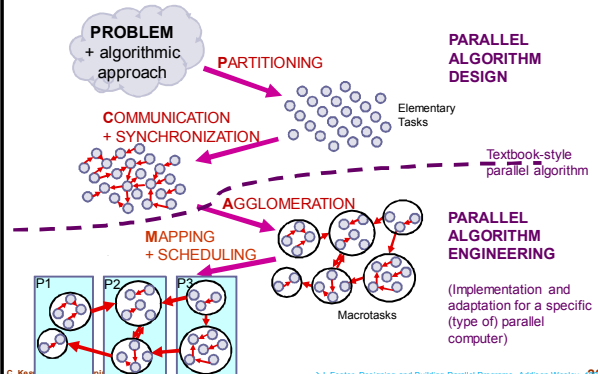 PROBLEM
+ algorithmic
approach
PARTITIONING
PARALLEL
ALGORITHM
DESIGN
Elementary
Tasks
COMMUNICATION
+ SYNCHRONIZATION
Textbook-style
parallel algorithm
AGGLOMERATION
MAPPING
+ SCHEDULING
PARALLEL
ALGORITHM
ENGINEERING
(Implementation and
adaptation for a specific
(type of) parallel
computer)
Macrotasks
P1 P2 P3